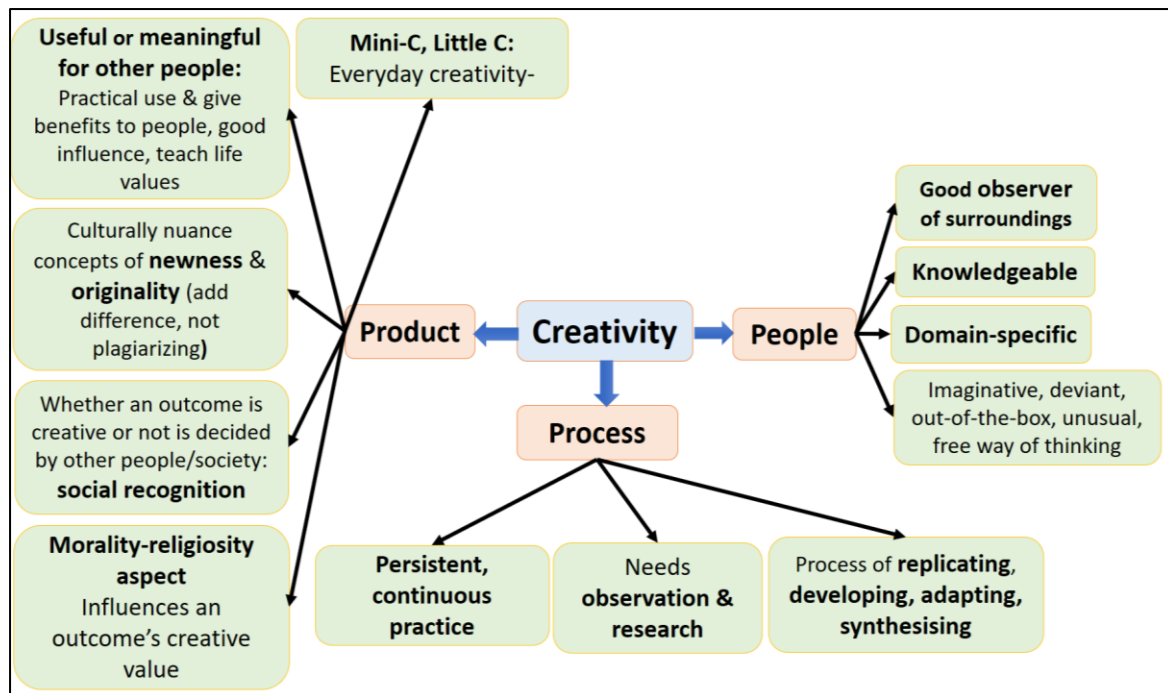 Useful or meaningful
for other people:
Practical use & give
benefits to people, good
influence, teach life
values
Mini-C, Little C:
Everyday creativity-
Culturally nuance
concepts of newness &
originality (add
difference, not
plagiarizing)
Whether an outcome is
creative or not is decided
by other people/society:
social recognition
Morality-religiosity
aspect
Influences an
outcome's creative
value
Product
Creativity
People
Process
Good observer
of surroundings
Knowledgeable
Domain-specific
Imaginative, deviant,
out-of-the-box, unusual,
free way of thinking
Persistent,
continuous
practice
Needs
observation &
research
Process of replicating,
developing, adapting,
synthesising